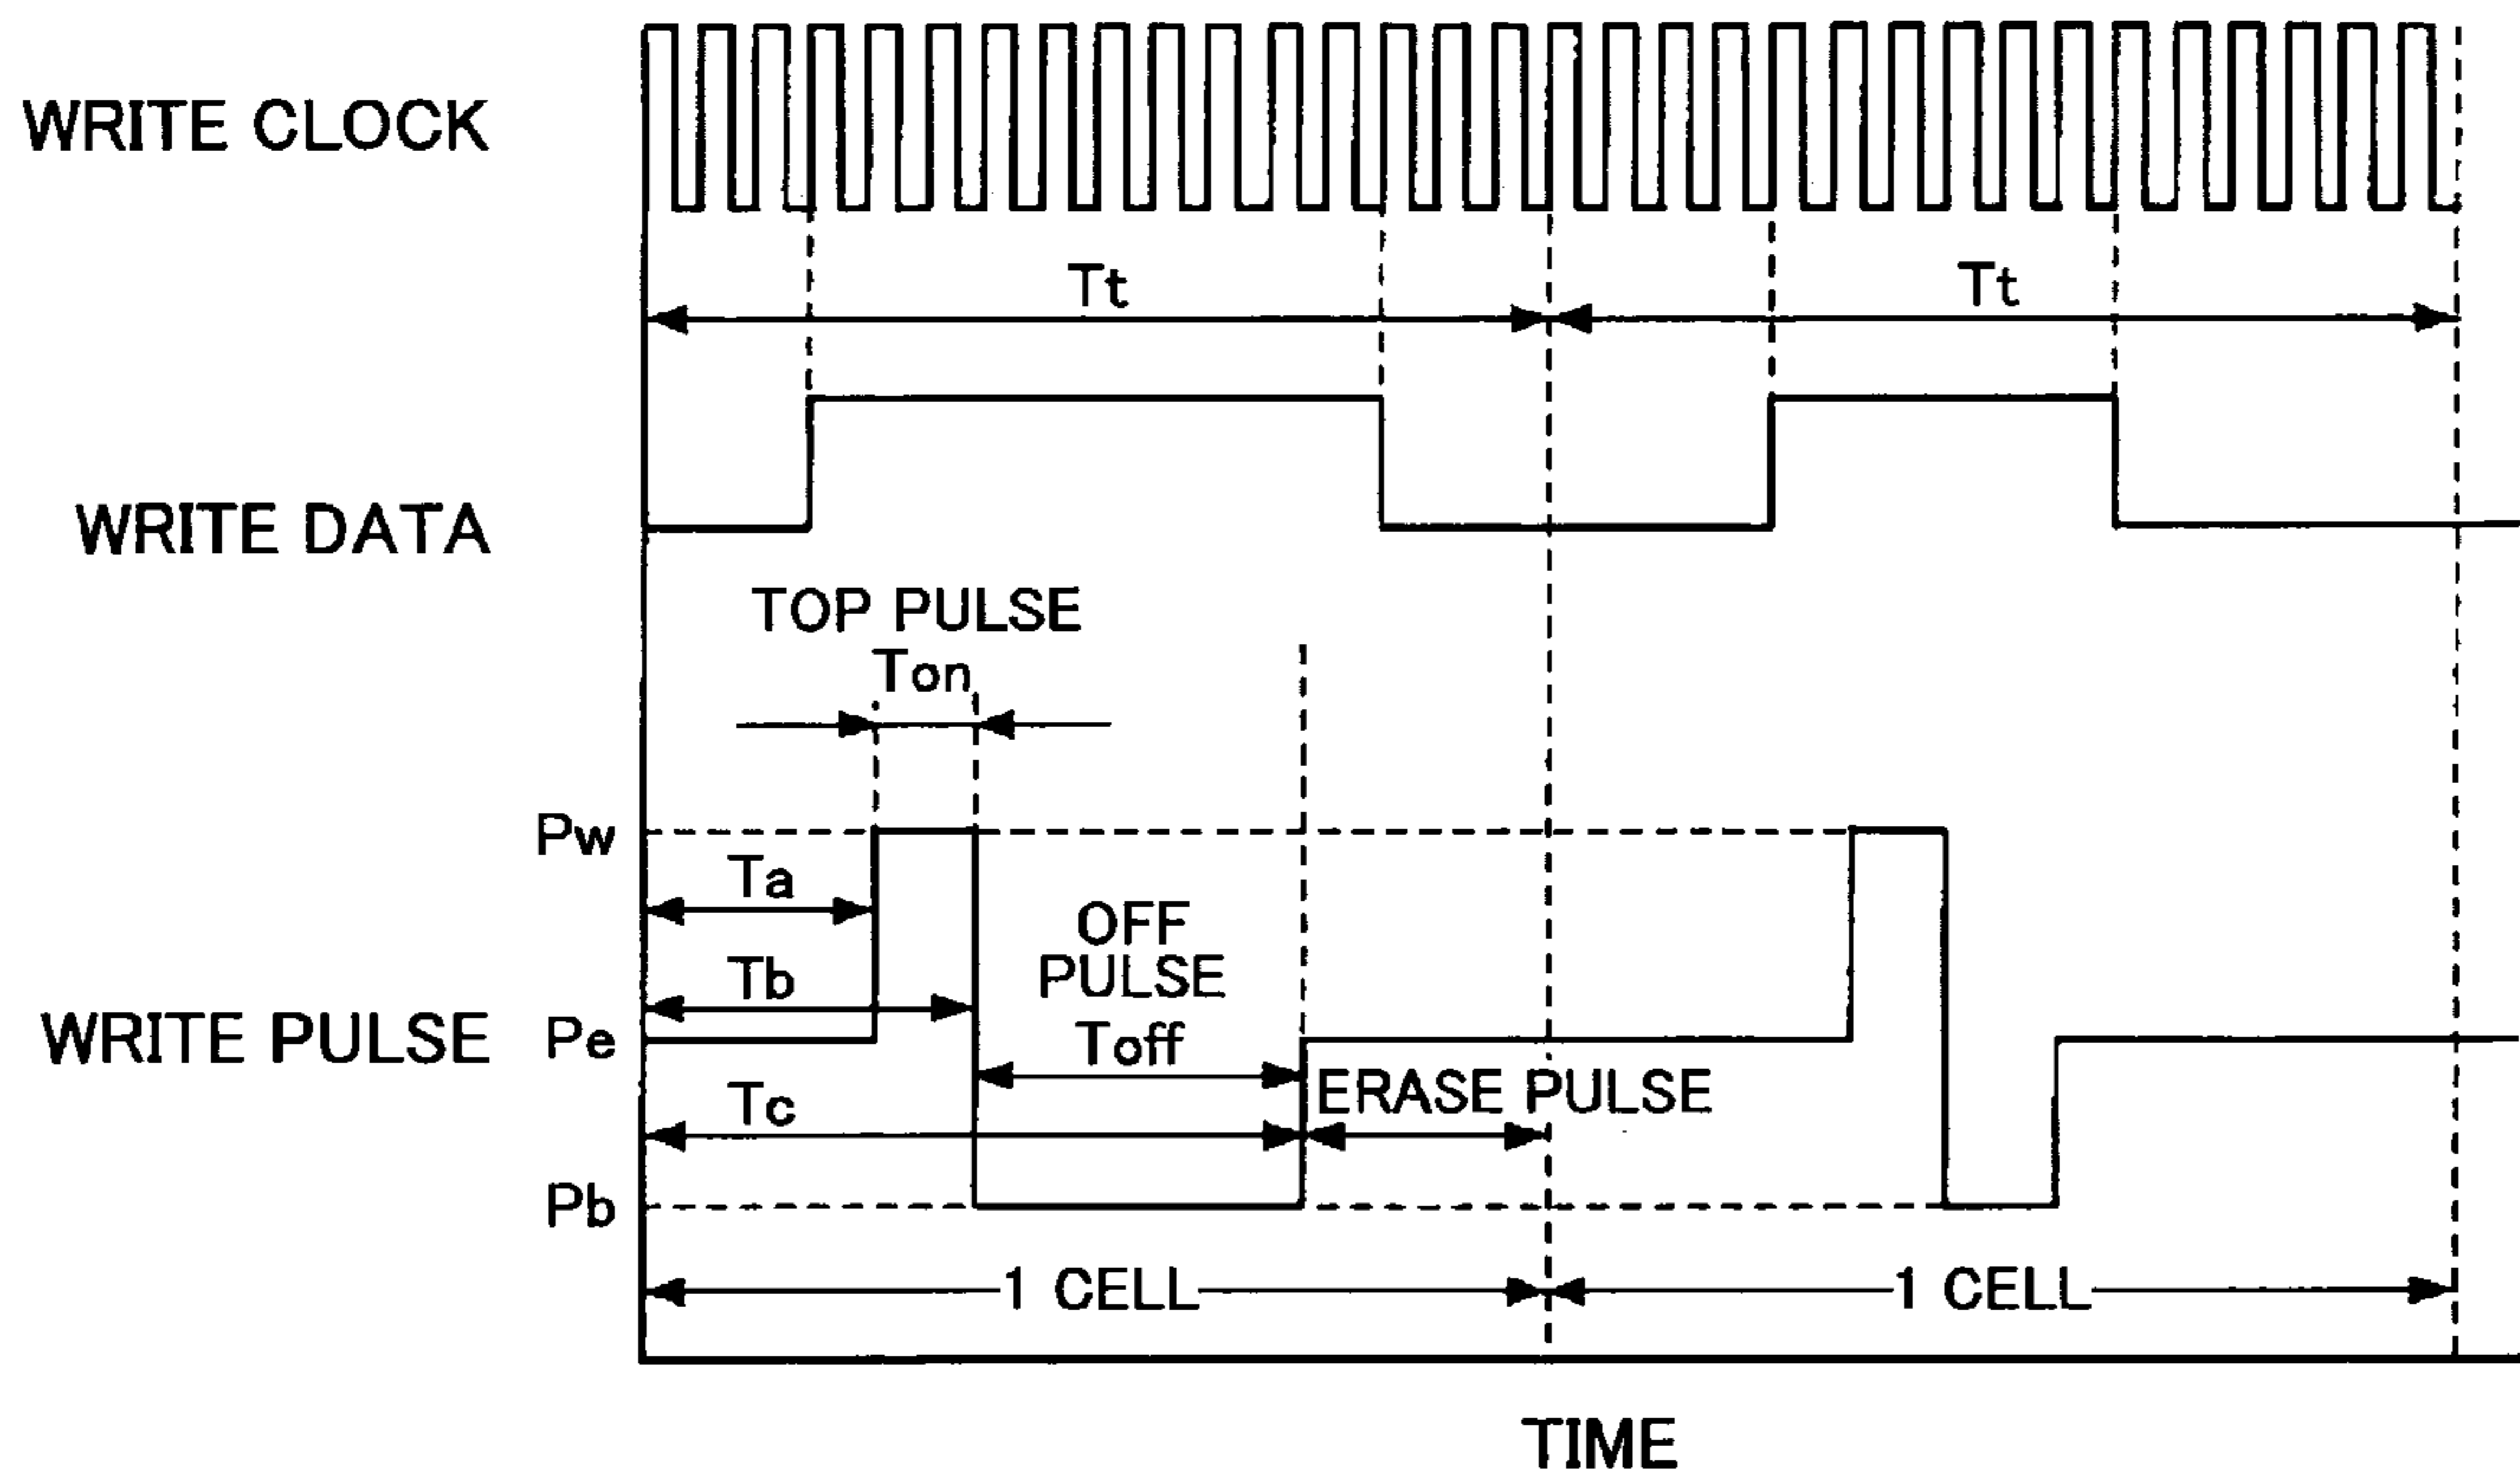 WRITE CLOCK
Tt
Tt
WRITE DATA
TOP PULSE
Ton
Pw
Ta
OFF
PULSE
Tb
WRITE PULSE
Pe
Toff
ERASE PULSE
Tc
Pb
1 CELL
1 CELL
TIME